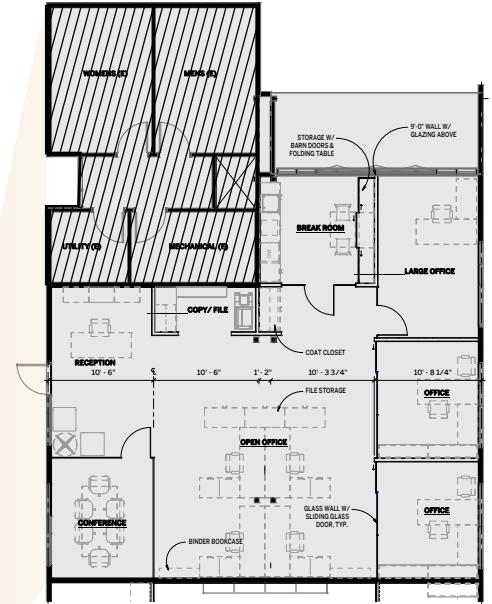 WOMENS (E)
MENS (E)
STORAGE W/
BARN DOORS &
FOLDING TABLE
9'-0" WALL W/
GLAZING ABOVE
BREAK ROOM
DW
UTILITY (E)
MECHANICAL (E)
LARGE OFFICE
COPY/ FILE
COAT CLOSET
RECEPTION
10' - 6"
10' - 6"
1' - 2"
10' - 3 3/4"
10' - 8 1/4"
FILE STORAGE
OFFICE
OPEN OFFICE
GLASS WALL W/
SLIDING GLASS
DOOR, TYP.
OFFICE
CONFERENCE
BINDER BOOKCASE